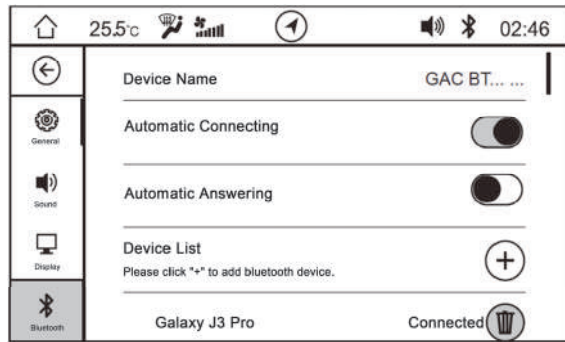 25.5°c 02:46
Device Name GAC BT... ...
General
Automatic Connecting
Sound
Automatic Answering
Display
Device List
Please click "+" to add bluetooth device.
Bluetooth
Galaxy J3 Pro Connected